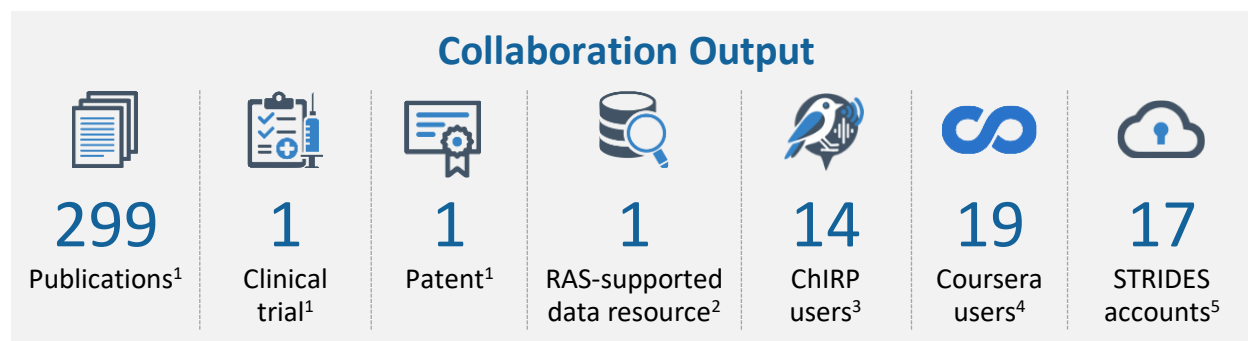 Collaboration Output
299
Publications¹
1
Clinical
trial¹
1
Patent¹
1
RAS-supported
data resource²
14
ChIRP
users³
19
Coursera
users⁴
17
STRIDES
accounts⁵